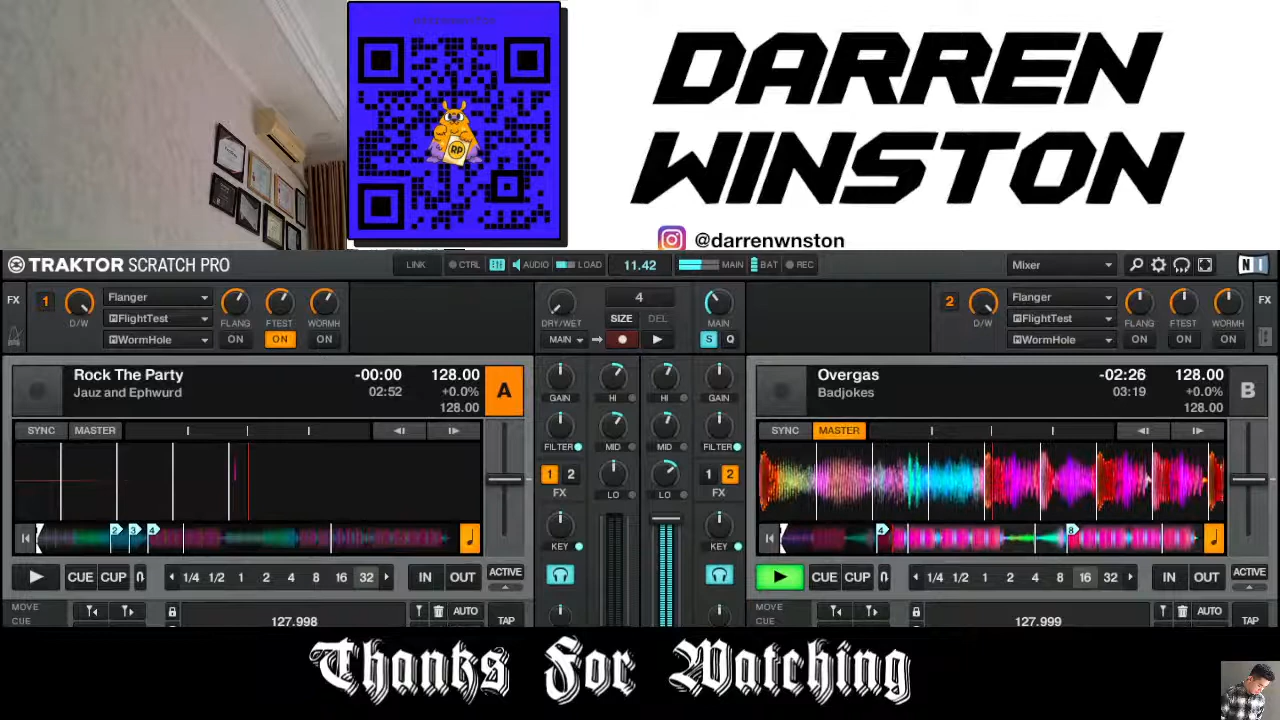 DARREN
WINSTON
@darrenwnston
RP
TRAKTOR SCRATCH PRO
LINK CTRL AUDIO LOAD 11.42 MAIN BAT REC Mixer NI
FX 1 D/W Flanger FlightTest WormHole FLANG ON FTEST ON WORMH ON
DRY/WET 4 SIZE DEL MAIN MAIN S Q
2 D/W Flanger FlightTest WormHole FLANG ON FTEST ON WORMH ON FX
Rock The Party -00:00 128.00 A
Jauz and Ephwurd 02:52 +0.0%
128.00
SYNC MASTER
2 3 4
CUE CUP 1/4 1/2 1 2 4 8 16 32 IN OUT ACTIVE
MOVE AUTO
CUE 127.998 TAP
GAIN HI HI GAIN
FILTER MID MID FILTER
1 2 FX LO LO 1 2 FX
KEY KEY
Overgas -02:26 128.00 B
Badjokes 03:19 +0.0%
128.00
SYNC MASTER
4 8
CUE CUP 1/4 1/2 1 2 4 8 16 32 IN OUT ACTIVE
MOVE AUTO
CUE 127.999 TAP
Thanks For Watching